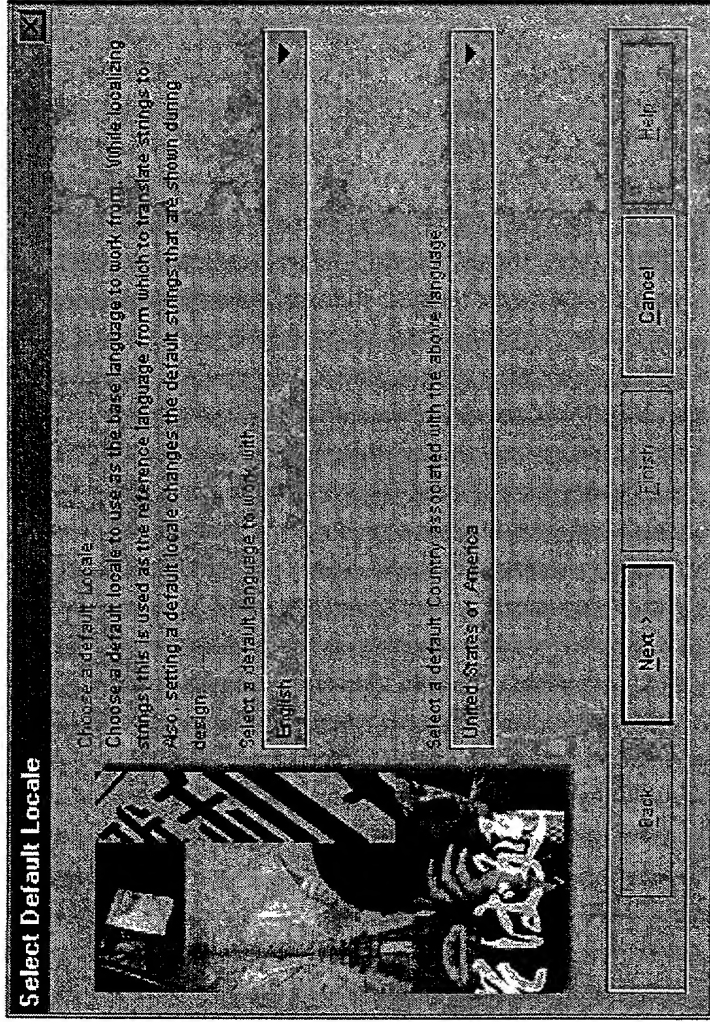 Select Default Locale
Choose a default Locale
Choose a default locale to use as the base language to work from. While localizing
strings this is used as the reference language from which to translate strings to
Also setting a default locale changes the default strings that are shown during
design
Select a default language to work with
English
Select a default Country associated with the above language
United States of America
Back
Next >
Finish
Cancel
Help